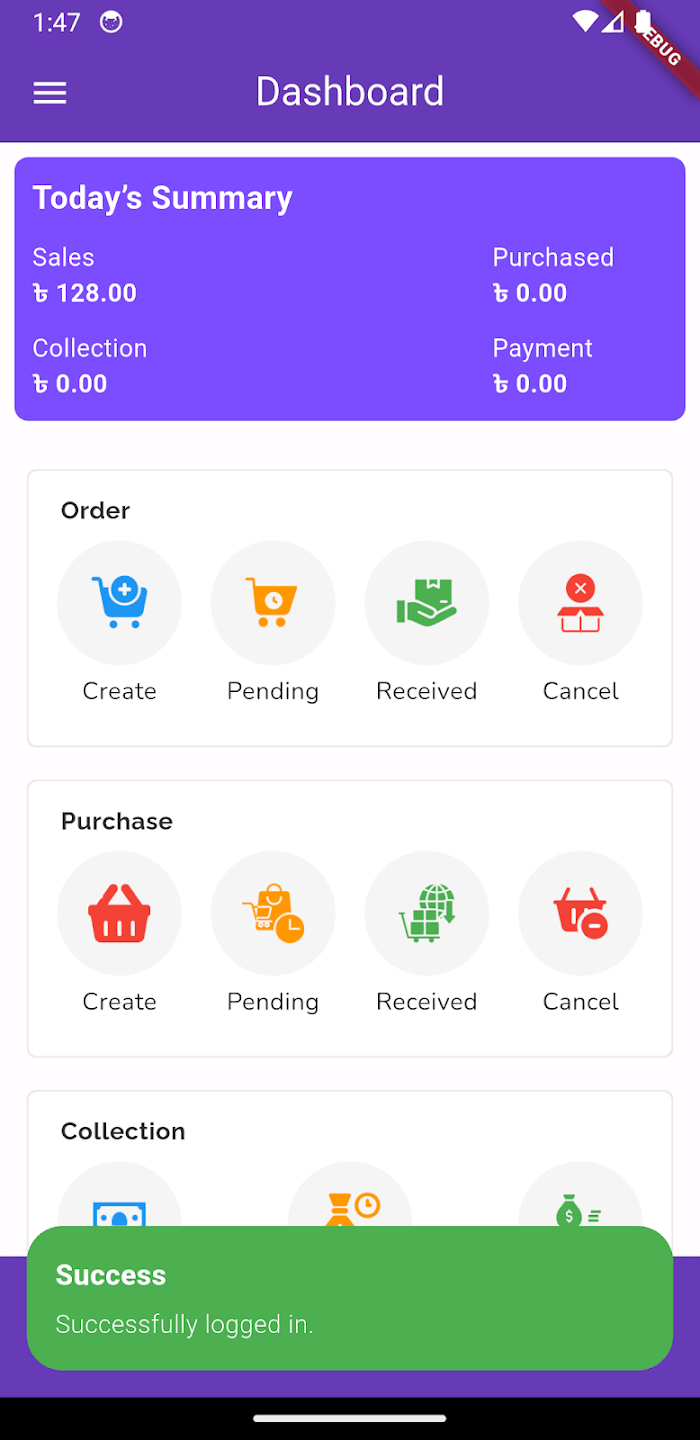 1:47
DEBUG
Dashboard
Today’s Summary
Sales
Purchased
৳ 128.00
৳ 0.00
Collection
Payment
৳ 0.00
৳ 0.00
Order
Create
Pending
Received
Cancel
Purchase
Create
Pending
Received
Cancel
Collection
Success
Successfully logged in.